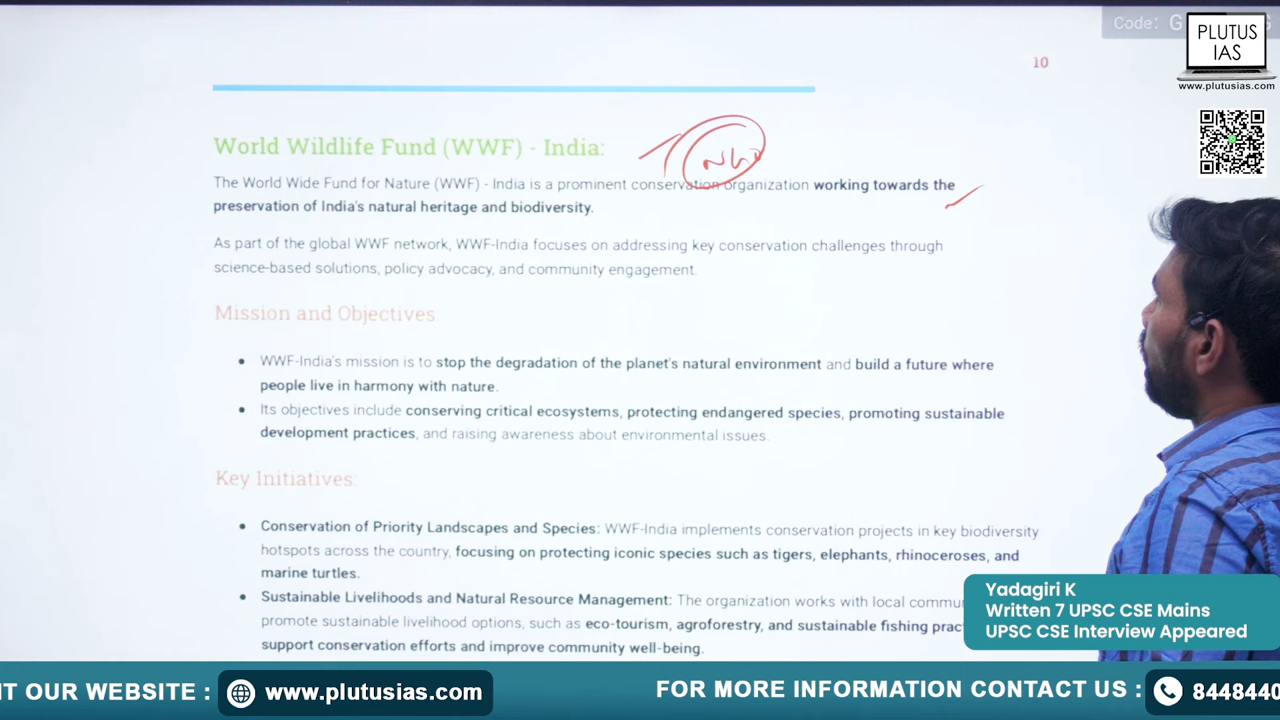 Code: G
PLUTUS
IAS
www.plutusias.com
10
World Wildlife Fund (WWF) - India:
The World Wide Fund for Nature (WWF) - India is a prominent conservation organization working towards the
preservation of India's natural heritage and biodiversity.
As part of the global WWF network, WWF-India focuses on addressing key conservation challenges through
science-based solutions, policy advocacy, and community engagement.
Mission and Objectives:
WWF-India's mission is to stop the degradation of the planet's natural environment and build a future where
people live in harmony with nature.
Its objectives include conserving critical ecosystems, protecting endangered species, promoting sustainable
development practices, and raising awareness about environmental issues.
Key Initiatives:
Conservation of Priority Landscapes and Species: WWF-India implements conservation projects in key biodiversity
hotspots across the country, focusing on protecting iconic species such as tigers, elephants, rhinoceroses, and
marine turtles.
Sustainable Livelihoods and Natural Resource Management: The organization works with local commu
promote sustainable livelihood options, such as eco-tourism, agroforestry, and sustainable fishing prac
support conservation efforts and improve community well-being.
Yadagiri K
Written 7 UPSC CSE Mains
UPSC CSE Interview Appeared
IT OUR WEBSITE : www.plutusias.com FOR MORE INFORMATION CONTACT US : 8448440